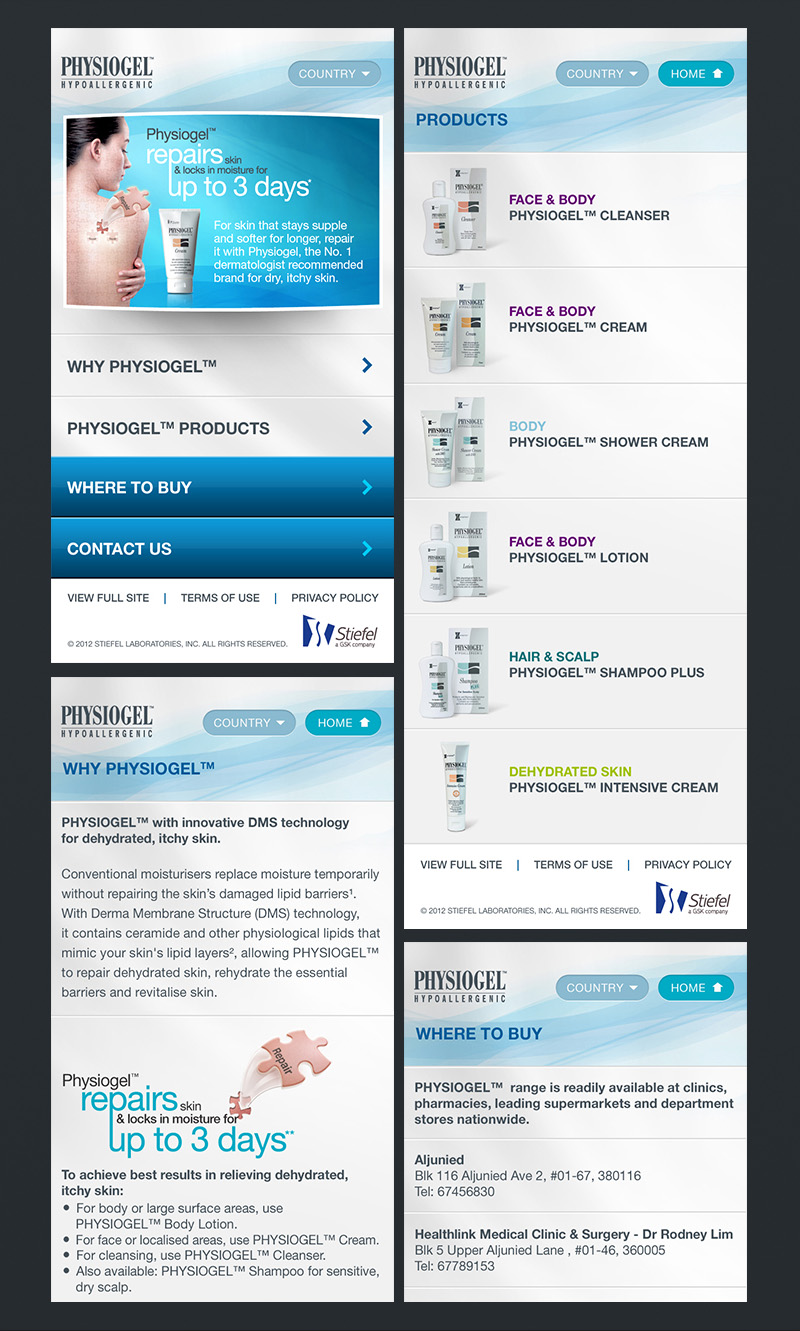 PHYSIOGEL™
HYPOALLERGENIC
COUNTRY
Physiogel™
repairs skin
& locks in moisture for
up to 3 days*
For skin that stays supple
and softer for longer, repair
it with Physiogel, the No. 1
dermatologist recommended
brand for dry, itchy skin.
WHY PHYSIOGEL™
PHYSIOGEL™ PRODUCTS
WHERE TO BUY
CONTACT US
VIEW FULL SITE | TERMS OF USE | PRIVACY POLICY
© 2012 STIEFEL LABORATORIES, INC. ALL RIGHTS RESERVED.
Stiefel
a GSK company
PHYSIOGEL™
HYPOALLERGENIC
COUNTRY
HOME
WHY PHYSIOGEL™
PHYSIOGEL™ with innovative DMS technology
for dehydrated, itchy skin.
Conventional moisturisers replace moisture temporarily
without repairing the skin's damaged lipid barriers¹.
With Derma Membrane Structure (DMS) technology,
it contains ceramide and other physiological lipids that
mimic your skin's lipid layers², allowing PHYSIOGEL™
to repair dehydrated skin, rehydrate the essential
barriers and revitalise skin.
Repair
Physiogel™
repairs skin
& locks in moisture for
up to 3 days**
To achieve best results in relieving dehydrated,
itchy skin:
• For body or large surface areas, use
PHYSIOGEL™ Body Lotion.
• For face or localised areas, use PHYSIOGEL™ Cream.
• For cleansing, use PHYSIOGEL™ Cleanser.
• Also available: PHYSIOGEL™ Shampoo for sensitive,
dry scalp.
PHYSIOGEL™
HYPOALLERGENIC
COUNTRY
HOME
PRODUCTS
PHYSIOGEL
Cleanser
FACE & BODY
PHYSIOGEL™ CLEANSER
PHYSIOGEL
Cream
FACE & BODY
PHYSIOGEL™ CREAM
PHYSIOGEL
Shower Cream
BODY
PHYSIOGEL™ SHOWER CREAM
PHYSIOGEL
Lotion
FACE & BODY
PHYSIOGEL™ LOTION
PHYSIOGEL
Shampoo
HAIR & SCALP
PHYSIOGEL™ SHAMPOO PLUS
PHYSIOGEL
DEHYDRATED SKIN
PHYSIOGEL™ INTENSIVE CREAM
VIEW FULL SITE | TERMS OF USE | PRIVACY POLICY
© 2012 STIEFEL LABORATORIES, INC. ALL RIGHTS RESERVED.
Stiefel
a GSK company
PHYSIOGEL™
HYPOALLERGENIC
COUNTRY
HOME
WHERE TO BUY
PHYSIOGEL™ range is readily available at clinics,
pharmacies, leading supermarkets and department
stores nationwide.
Aljunied
Blk 116 Aljunied Ave 2, #01-67, 380116
Tel: 67456830
Healthlink Medical Clinic & Surgery - Dr Rodney Lim
Blk 5 Upper Aljunied Lane , #01-46, 360005
Tel: 67789153